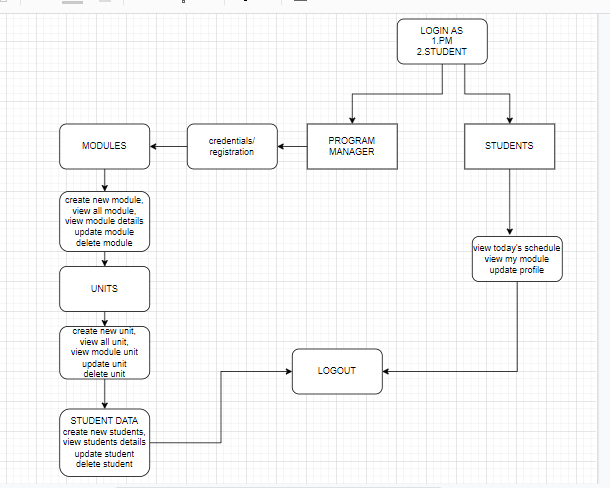 LOGIN AS
1.PM
2.STUDENT
MODULES
credentials/
registration
PROGRAM
MANAGER
STUDENTS
create new module,
view all module,
view module details
update module
delete module
view today's schedule
view my module
update profile
UNITS
create new unit,
view all unit,
view module unit
update unit
delete unit
LOGOUT
STUDENT DATA
create new students,
view students details
update student
delete student